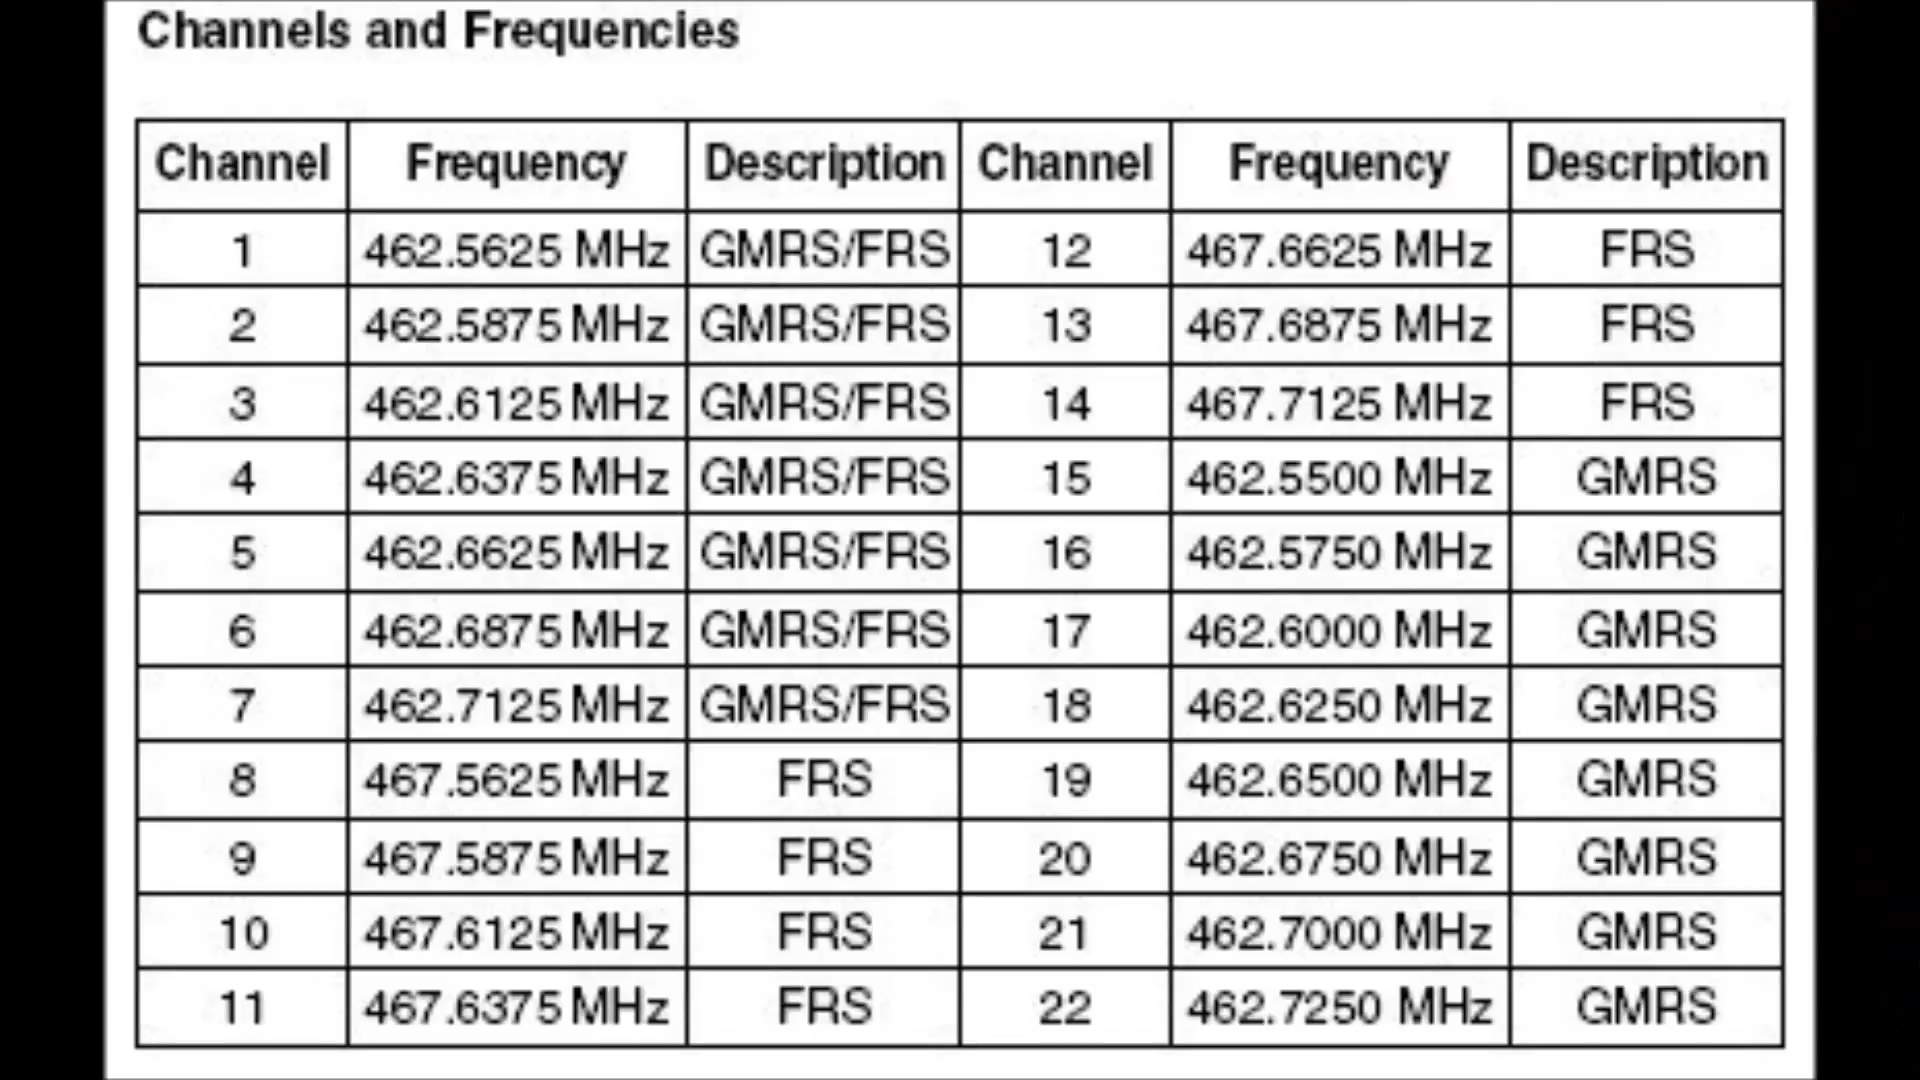 Channels and Frequencies
Channel Frequency Description Channel Frequency Description
1 462.5625 MHz GMRS/FRS 12 467.6625 MHz FRS
2 462.5875 MHz GMRS/FRS 13 467.6875 MHz FRS
3 462.6125 MHz GMRS/FRS 14 467.7125 MHz FRS
4 462.6375 MHz GMRS/FRS 15 462.5500 MHz GMRS
5 462.6625 MHz GMRS/FRS 16 462.5750 MHz GMRS
6 462.6875 MHz GMRS/FRS 17 462.6000 MHz GMRS
7 462.7125 MHz GMRS/FRS 18 462.6250 MHz GMRS
8 467.5625 MHz FRS 19 462.6500 MHz GMRS
9 467.5875 MHz FRS 20 462.6750 MHz GMRS
10 467.6125 MHz FRS 21 462.7000 MHz GMRS
11 467.6375 MHz FRS 22 462.7250 MHz GMRS